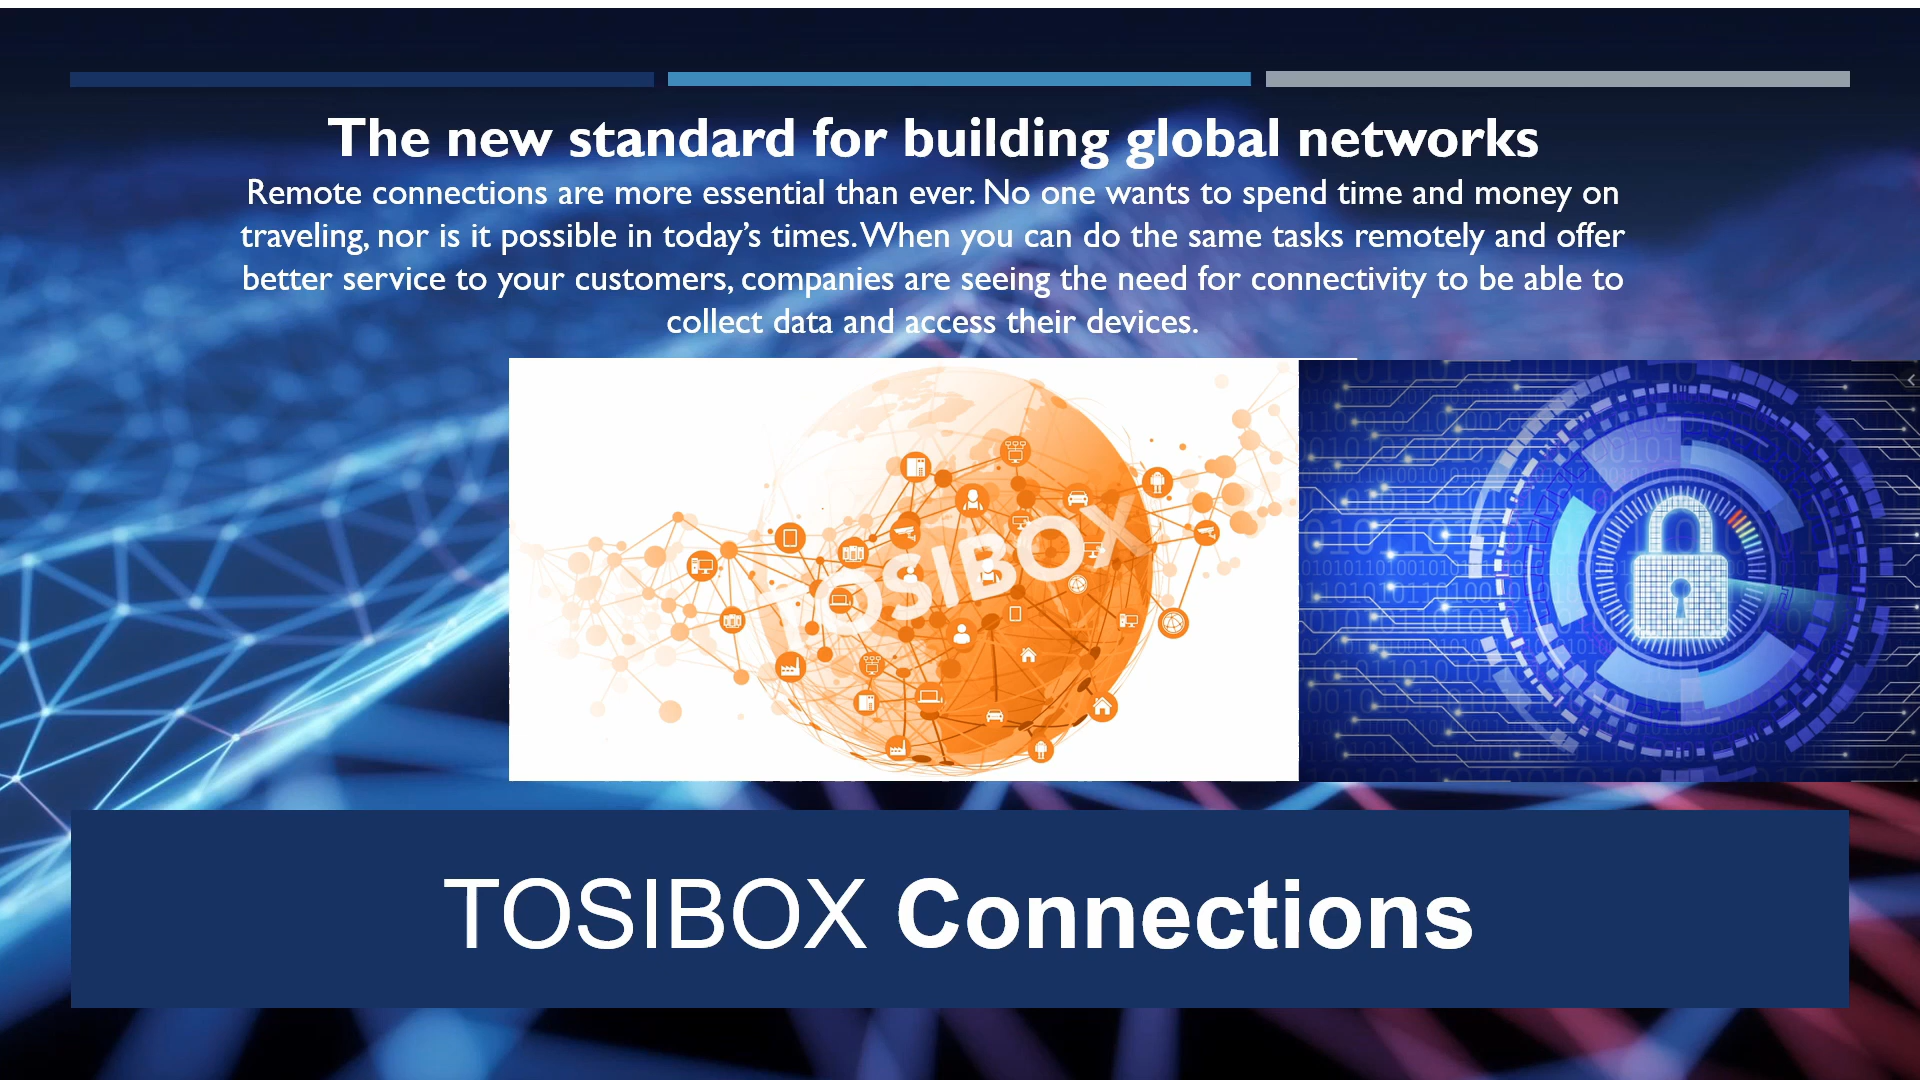 The new standard for building global networks
Remote connections are more essential than ever. No one wants to spend time and money on
traveling, nor is it possible in today’s times. When you can do the same tasks remotely and offer
better service to your customers, companies are seeing the need for connectivity to be able to
collect data and access their devices.
TOSIBOX
TOSIBOX Connections